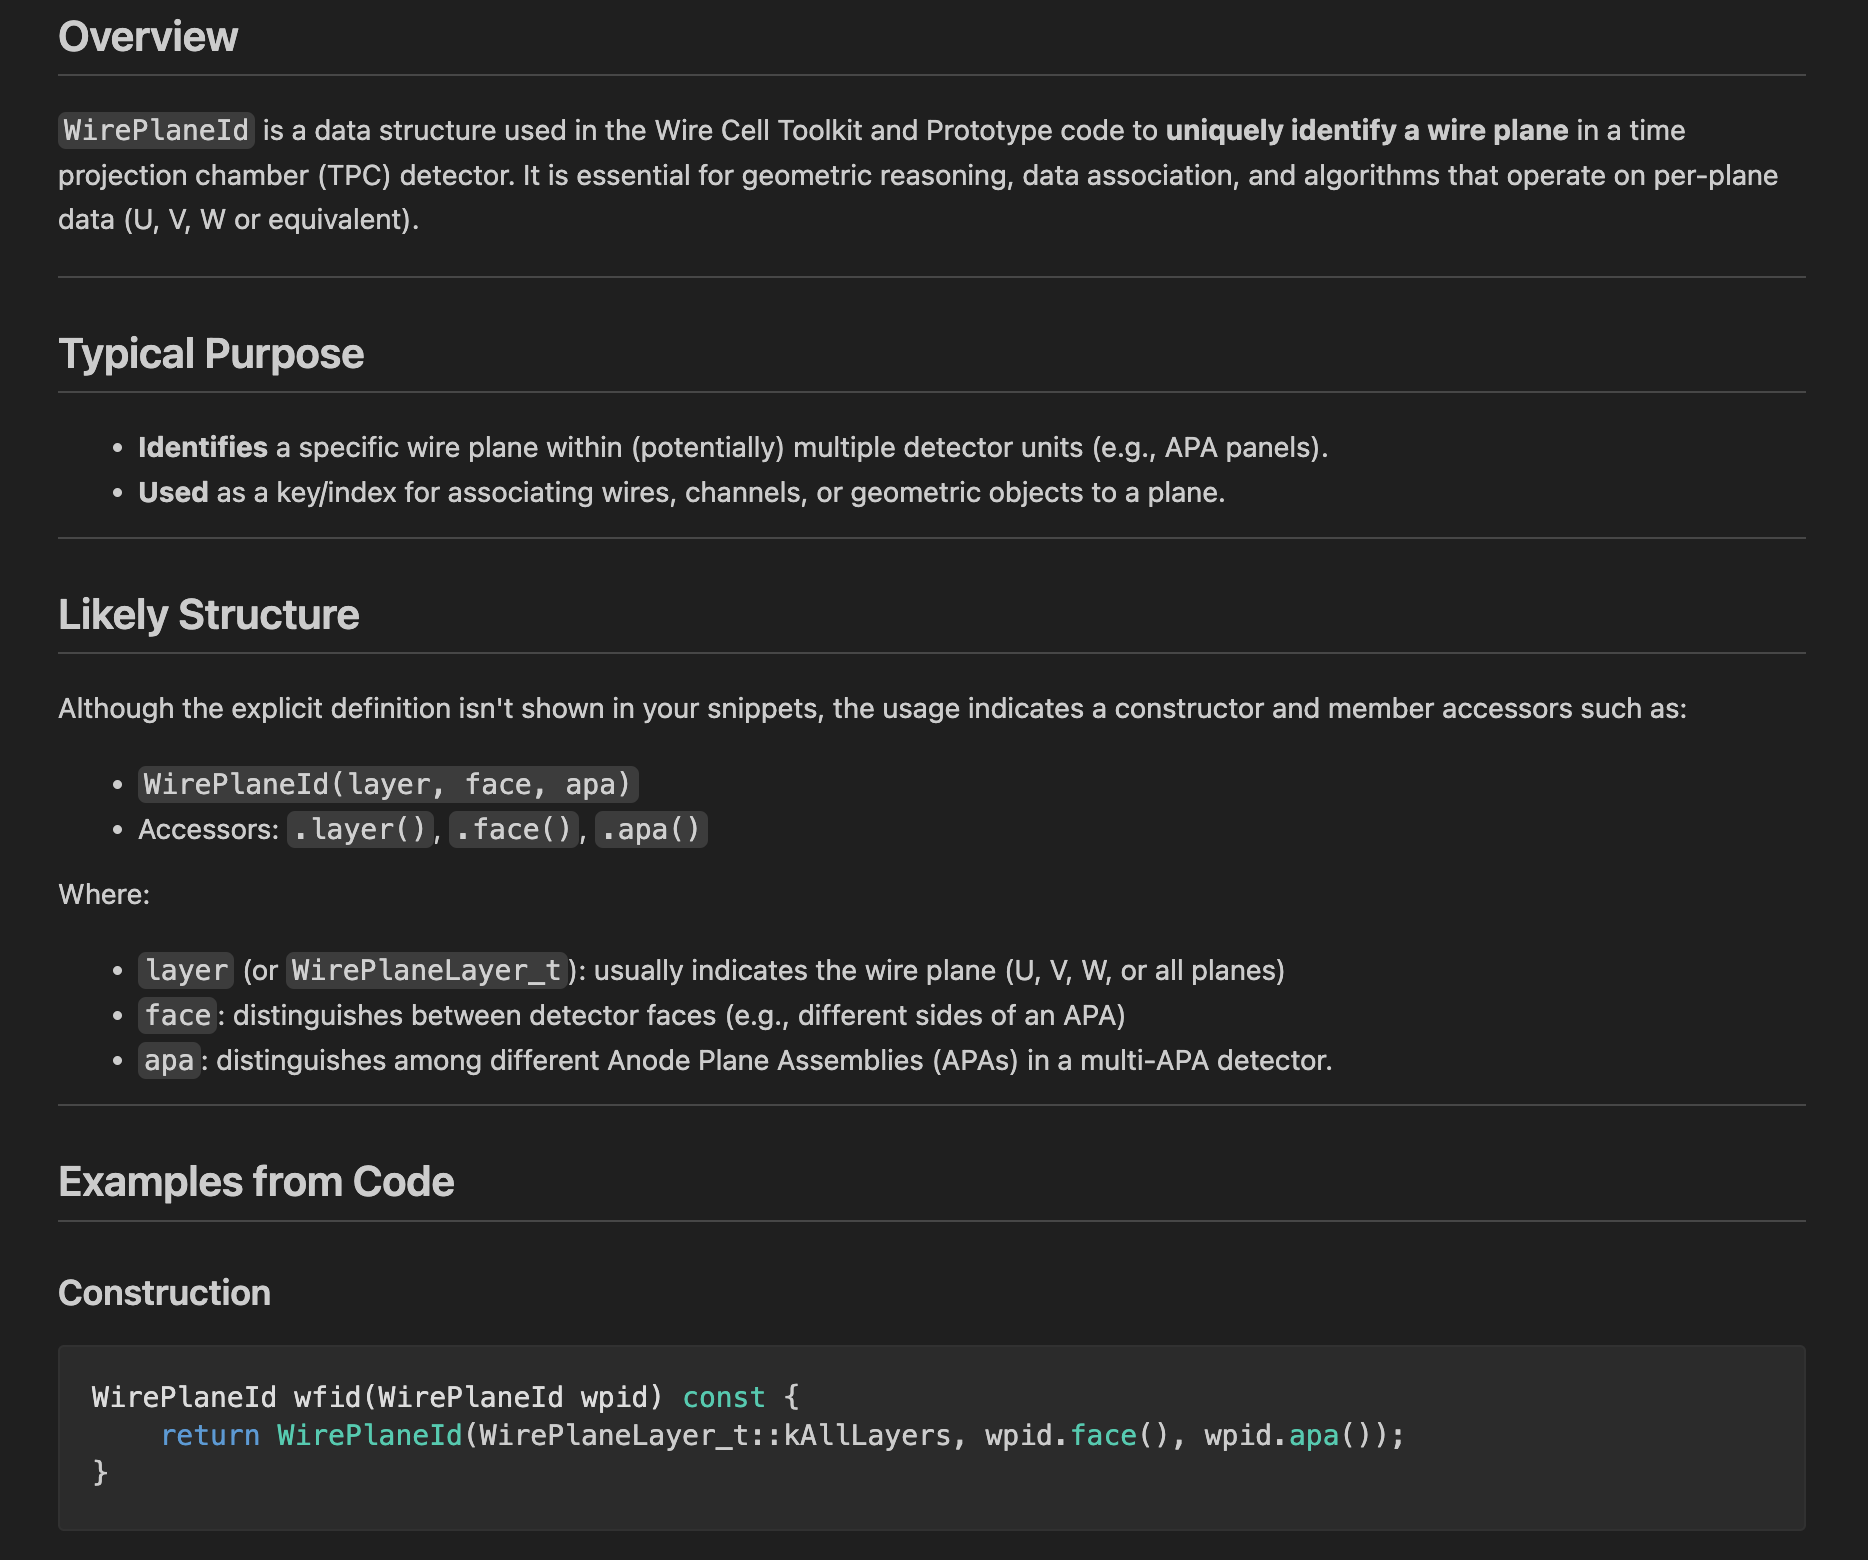 Overview
WirePlaneId is a data structure used in the Wire Cell Toolkit and Prototype code to uniquely identify a wire plane in a time
projection chamber (TPC) detector. It is essential for geometric reasoning, data association, and algorithms that operate on per-plane
data (U, V, W or equivalent).
Typical Purpose
• Identifies a specific wire plane within (potentially) multiple detector units (e.g., APA panels).
• Used as a key/index for associating wires, channels, or geometric objects to a plane.
Likely Structure
Although the explicit definition isn't shown in your snippets, the usage indicates a constructor and member accessors such as:
• WirePlaneId(layer, face, apa)
• Accessors: .layer(), .face(), .apa()
Where:
• layer (or WirePlaneLayer_t): usually indicates the wire plane (U, V, W, or all planes)
• face: distinguishes between detector faces (e.g., different sides of an APA)
• apa: distinguishes among different Anode Plane Assemblies (APAs) in a multi-APA detector.
Examples from Code
Construction
WirePlaneId wfid(WirePlaneId wpid) const {
    return WirePlaneId(WirePlaneLayer_t::kAllLayers, wpid.face(), wpid.apa());
}